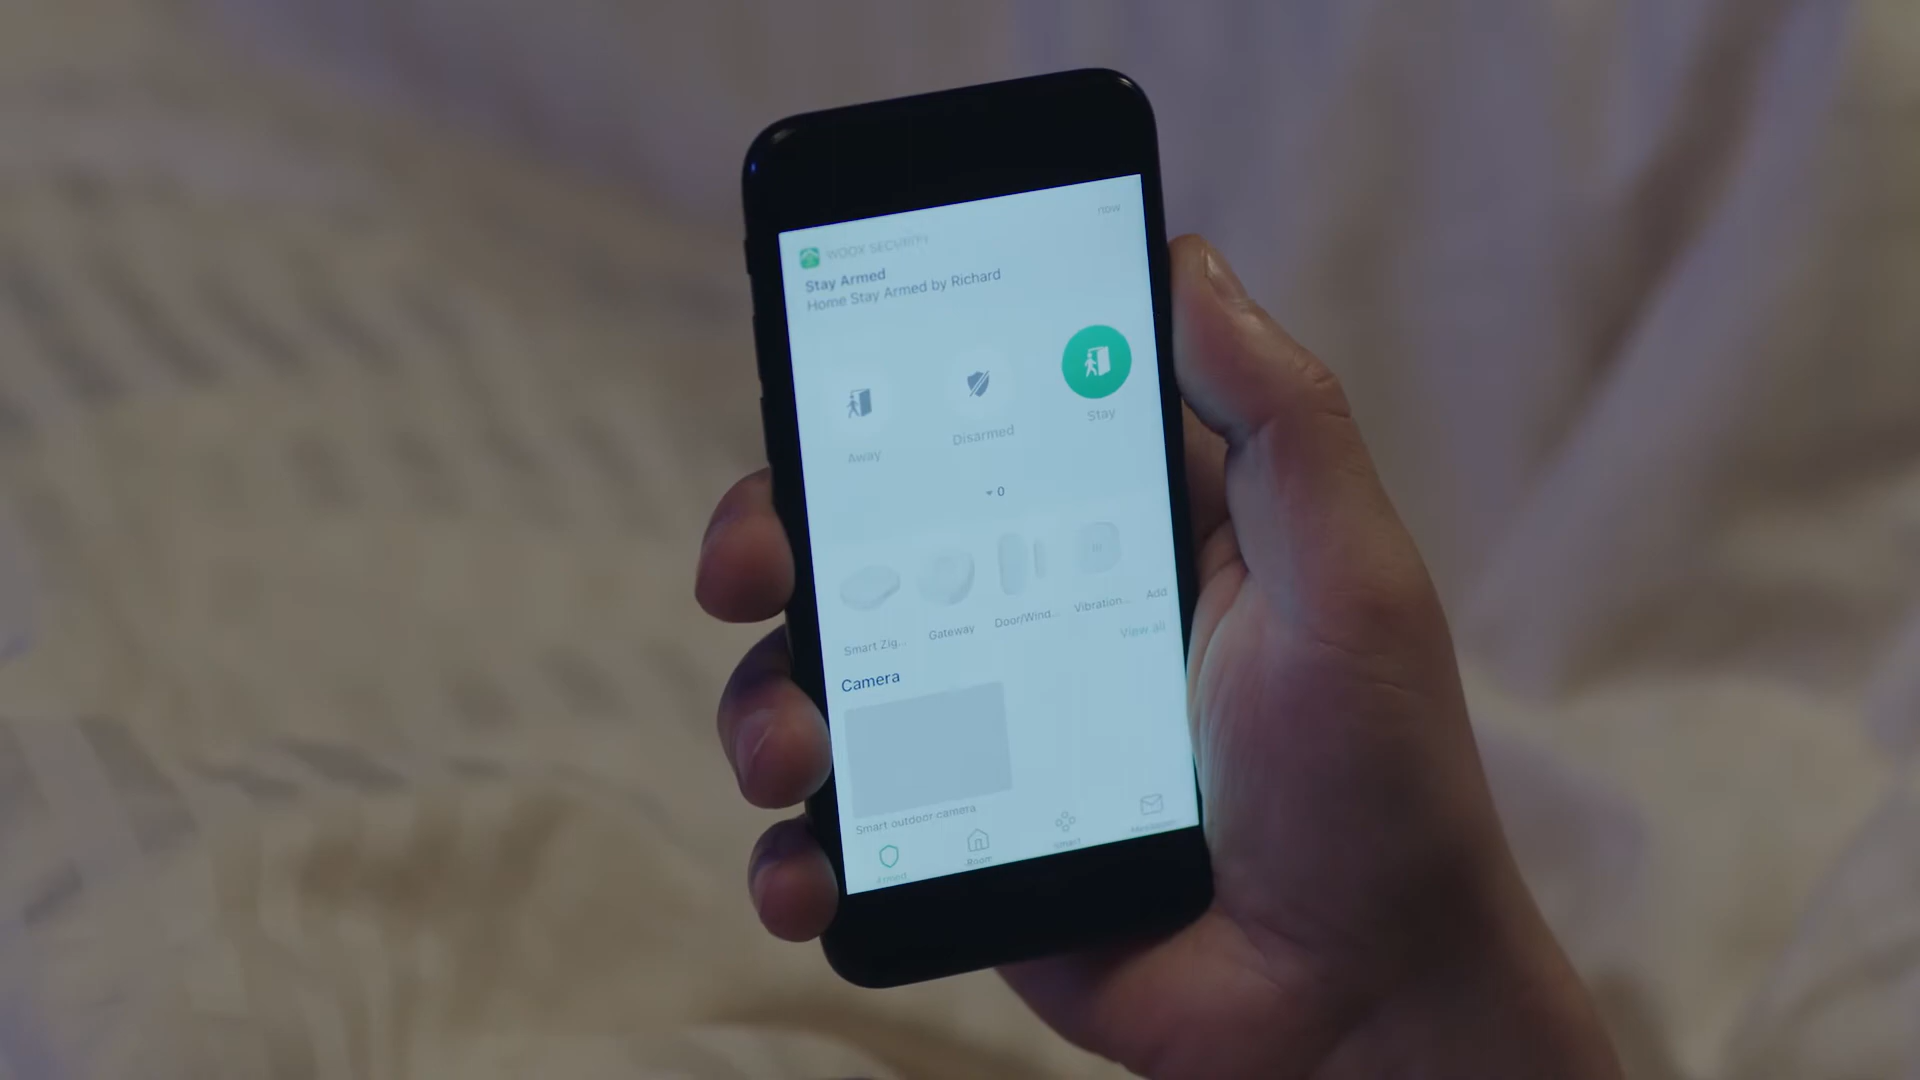 now
WOOX SECURITY
Stay Armed
Home Stay Armed by Richard
Away
Disarmed
Stay
0
Smart Zig...
Gateway
Door/Wind...
Vibration...
Add
View all
Camera
Smart outdoor camera
Armed
Room
Smart